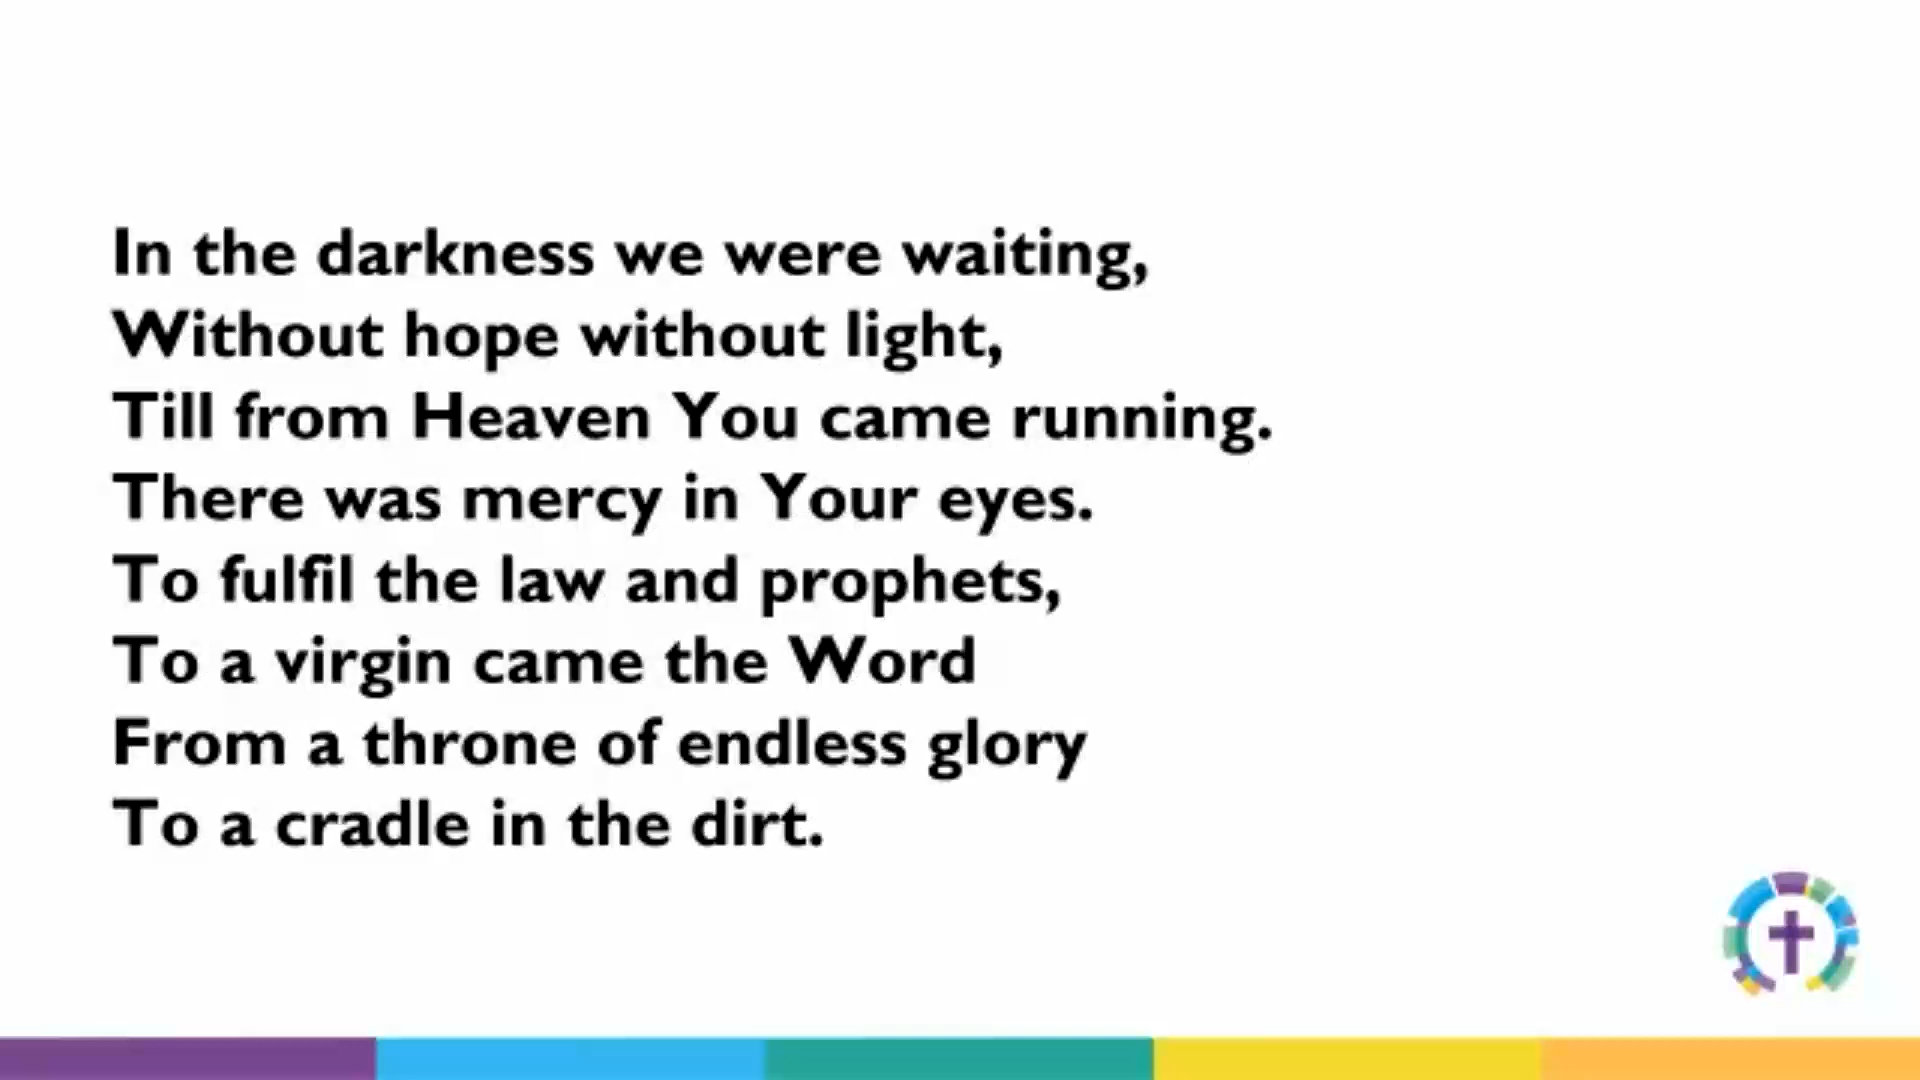 In the darkness we were waiting,
Without hope without light,
Till from Heaven You came running.
There was mercy in Your eyes.
To fulfil the law and prophets,
To a virgin came the Word
From a throne of endless glory
To a cradle in the dirt.